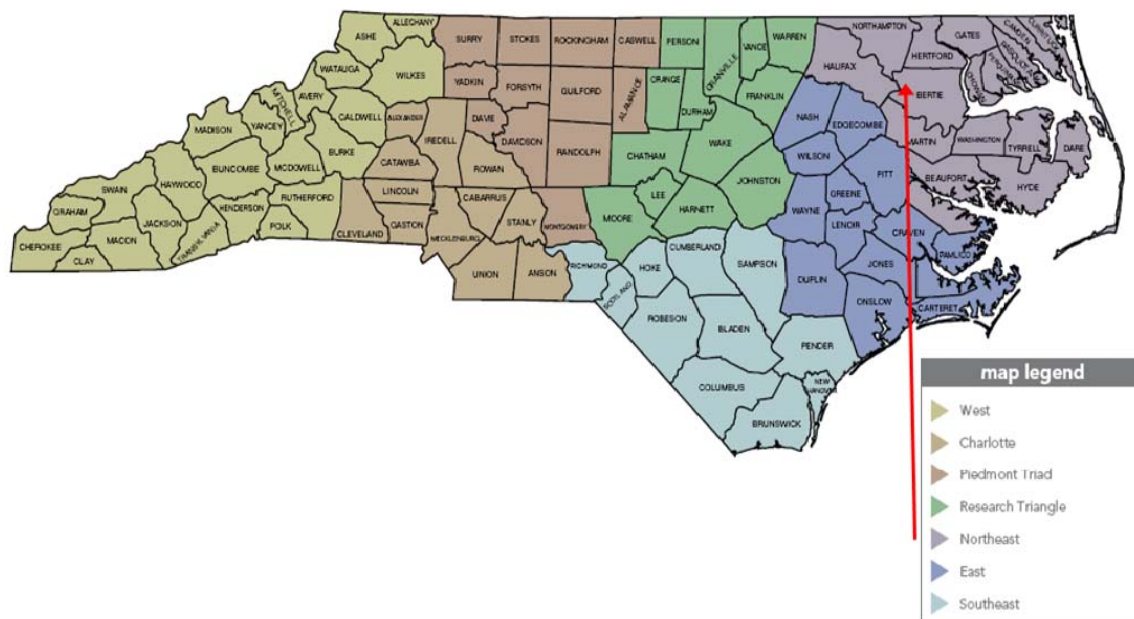 ALLEGHANY
ASHE
SURRY
STOKES
ROCKINGHAM
CASWELL
PERSON
VANCE
WARREN
NORTHAMPTON
GATES
CAMDEN
HERTFORD
HALIFAX
WATAUGA
WILKES
YADKIN
FORSYTH
GUILFORD
ALAMANCE
ORANGE
DURHAM
GRANVILLE
FRANKLIN
NASH
EDGECOMBE
BERTIE
CHOWAN
MITCHELL
AVERY
CALDWELL
ALEXANDER
IREDELL
DAVIE
DAVIDSON
RANDOLPH
CHATHAM
WAKE
WILSON
MARTIN
WASHINGTON
TYRRELL
DARE
MADISON
YANCEY
BURKE
CATAWBA
ROWAN
JOHNSTON
PITT
BEAUFORT
HYDE
BUNCOMBE
MCDOWELL
LINCOLN
CABARRUS
STANLY
LEE
MOORE
HARNETT
WAYNE
GREENE
LENOIR
CRAVEN
PAMLICO
SWAIN
HAYWOOD
HENDERSON
RUTHERFORD
CLEVELAND
GASTON
MECKLENBURG
MONTGOMERY
CUMBERLAND
SAMPSON
GRAHAM
JACKSON
TRANSYLVANIA
POLK
CHEROKEE
MACON
CLAY
UNION
ANSON
RICHMOND
SCOTLAND
HOKE
DUPLIN
JONES
ONSLOW
CARTERET
ROBESON
BLADEN
PENDER
COLUMBUS
NEW
HANOVER
BRUNSWICK
map legend
West
Charlotte
Piedmont Triad
Research Triangle
Northeast
East
Southeast